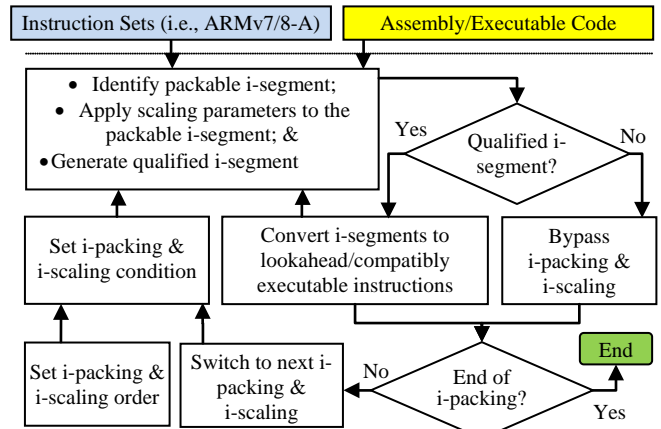 Instruction Sets (i.e., ARMv7/8-A)
Assembly/Executable Code
• Identify packable i-segment;
• Apply scaling parameters to the
packable i-segment; &
•Generate qualified i-segment
Yes
Qualified i-
segment?
No
Set i-packing &
i-scaling condition
Convert i-segments to
lookahead/compatibly
executable instructions
Bypass
i-packing &
i-scaling
Set i-packing &
i-scaling order
Switch to next i-
packing &
i-scaling
No
End of
i-packing?
Yes
End